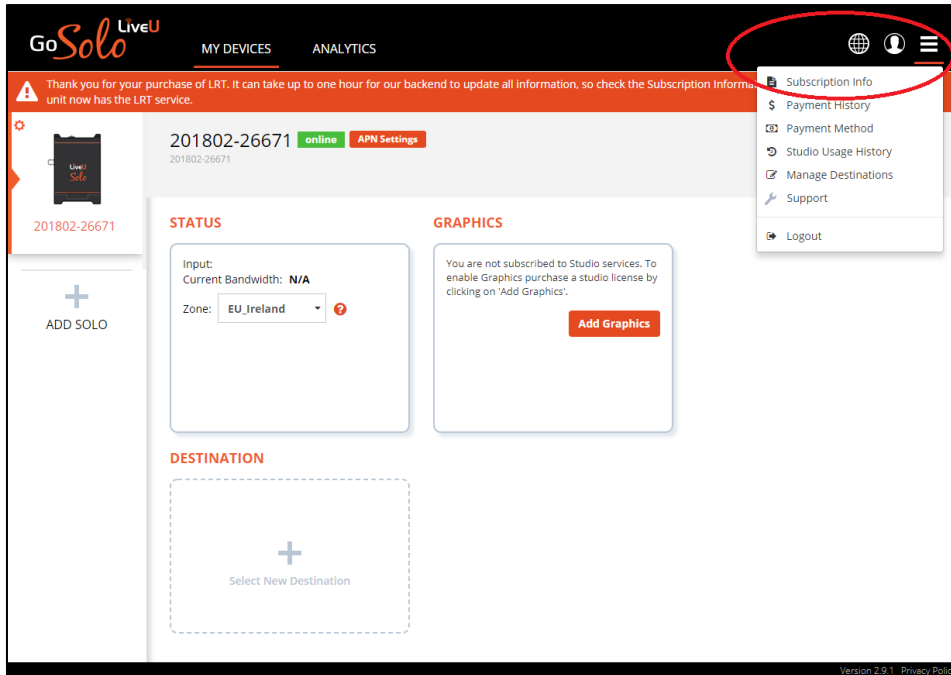 GoSolo LiveU
MY DEVICES
ANALYTICS
Thank you for your purchase of LRT. It can take up to one hour for our backend to update all information, so check the Subscription
unit now has the LRT service.
Subscription Info
Payment History
Payment Method
Studio Usage History
Manage Destinations
Support
Logout
LiveU
Solo
201802-26671
ADD SOLO
201802-26671 online APN Settings
201802-26671
STATUS
Input:
Current Bandwidth: N/A
Zone: EU_Ireland
GRAPHICS
You are not subscribed to Studio services. To
enable Graphics purchase a studio license by
clicking on 'Add Graphics'.
Add Graphics
DESTINATION
Select New Destination
Version 2.9.1 Privacy